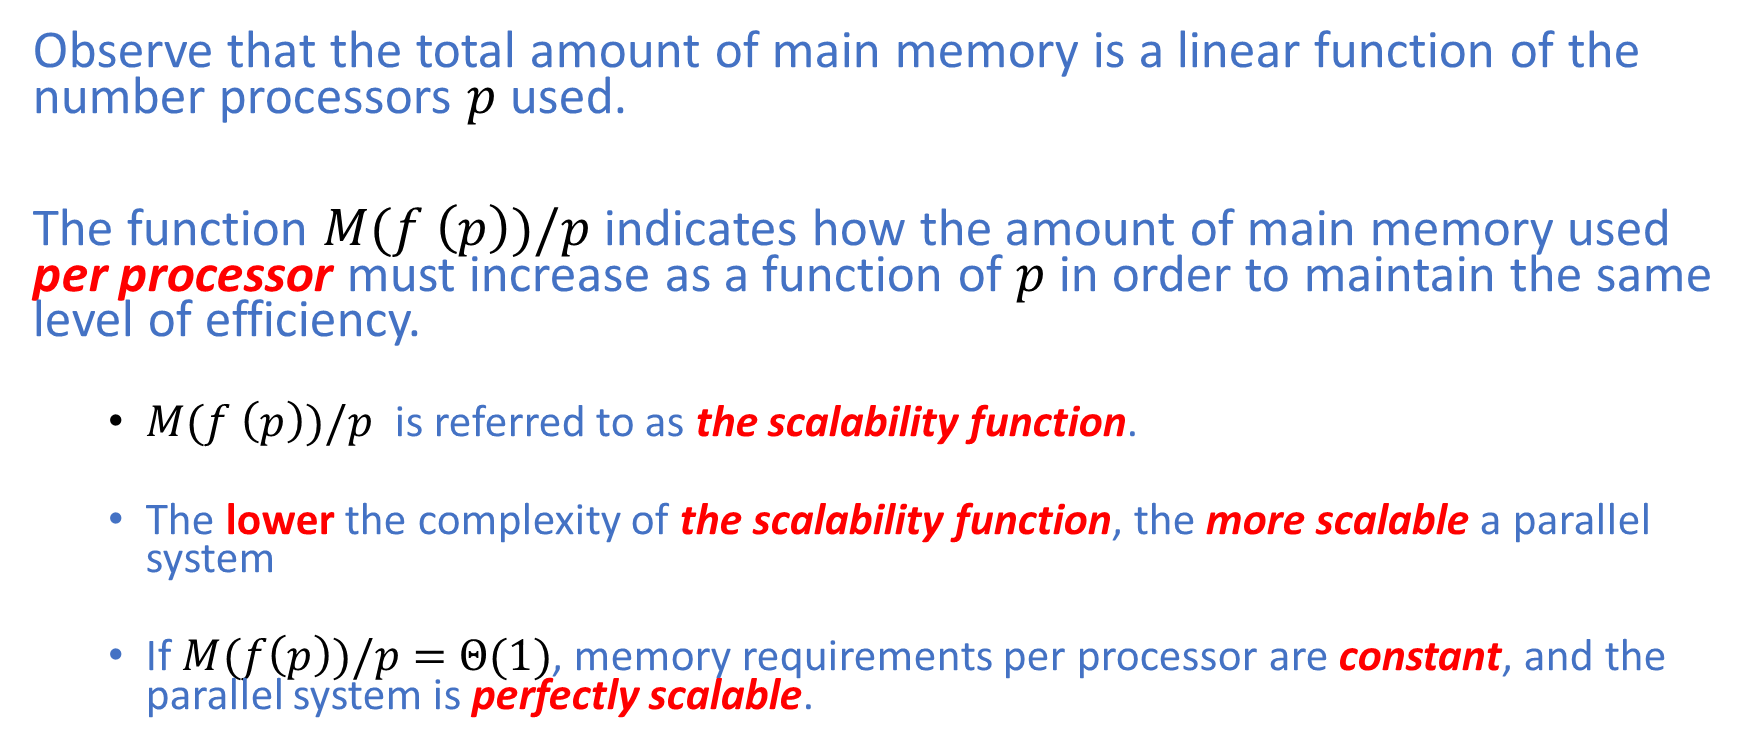 Observe that the total amount of main memory is a linear function of the
number processors p used.
The function M(f (p))/p indicates how the amount of main memory used
per processor must increase as a function of p in order to maintain the same
level of efficiency.
• M(f (p))/p is referred to as the scalability function.
• The lower the complexity of the scalability function, the more scalable a parallel
system
• If M(f(p))/p = Θ(1), memory requirements per processor are constant, and the
parallel system is perfectly scalable.